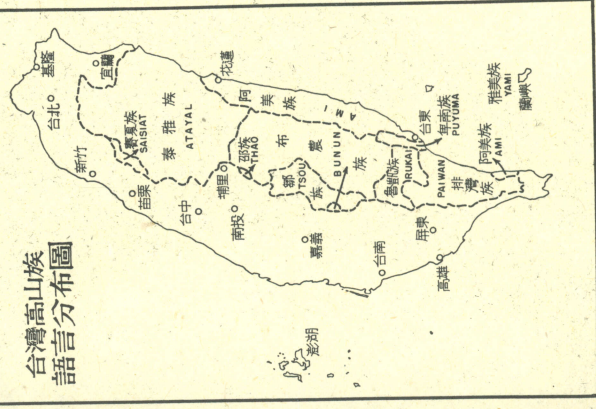 台灣高山族
語言分布圖
基隆
台北
宜蘭
新竹
苗栗
台中
南投
埔里
花蓮
嘉義
台南
高雄
屏東
台東
澎湖
蘭嶼
賽夏族
SAISIAT
泰雅族
ATAYAL
邵族
THAO
鄒族
TSOU
布農族
BUNUN
阿美族
AMI
魯凱族
RUKAI
排灣族
PAIWAN
卑南族
PUYUMA
阿美族
AMI
雅美族
YAMI